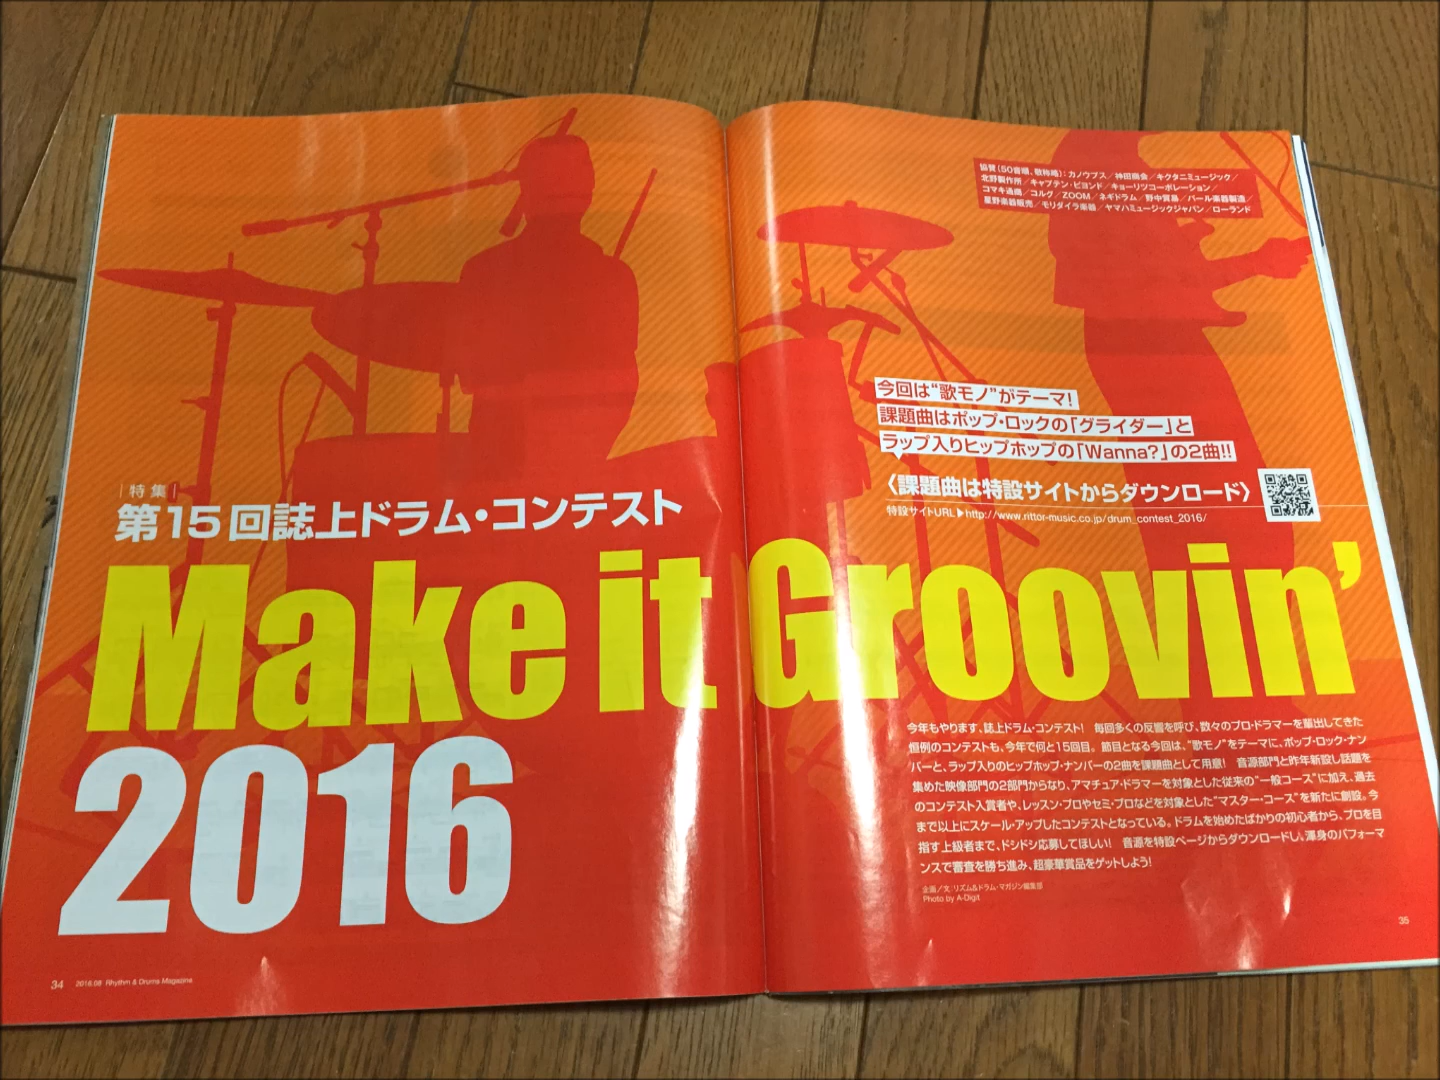 特集
第15回誌上ドラム・コンテスト
Make it Groovin'
2016
協賛(50音順、敬称略):カノウプス/神田商会/キクタニミュージック/
北野製作所/キャプテン・ビヨンド/キョーリツコーポレーション/
コマキ通商/コルグ/ZOOM/ネギドラム/野中貿易/パール楽器製造/
星野楽器販売/モリダイラ楽器/ヤマハミュージックジャパン/ローランド
今回は“歌モノ”がテーマ!
課題曲はポップ・ロックの「グライダー」と
ラップ入りヒップホップの「Wanna?」の2曲!!
〈課題曲は特設サイトからダウンロード〉
特設サイトURL▶http://www.rittor-music.co.jp/drum_contest_2016/
今年もやります、誌上ドラム・コンテスト! 毎回多くの反響を呼び、数々のプロ・ドラマーを輩出してきた
恒例のコンテストも、今年で何と15回目。節目となる今回は、“歌モノ”をテーマに、ポップ・ロック・ナン
バーと、ラップ入りのヒップホップ・ナンバーの2曲を課題曲として用意! 音源部門と昨年新設し話題を
集めた映像部門の2部門からなり、アマチュア・ドラマーを対象とした従来の“一般コース”に加え、過去
のコンテスト入賞者や、レッスン・プロやセミ・プロなどを対象とした“マスター・コース”を新たに創設。今
まで以上にスケール・アップしたコンテストとなっている。ドラムを始めたばかりの初心者から、プロを目
指す上級者まで、ドシドシ応募してほしい! 音源を特設ページからダウンロードし、渾身のパフォーマ
ンスで審査を勝ち進み、超豪華賞品をゲットしよう!
企画/文:リズム&ドラム・マガジン編集部
Photo by A-Digit
34 2016.08 Rhythm & Drums Magazine
35